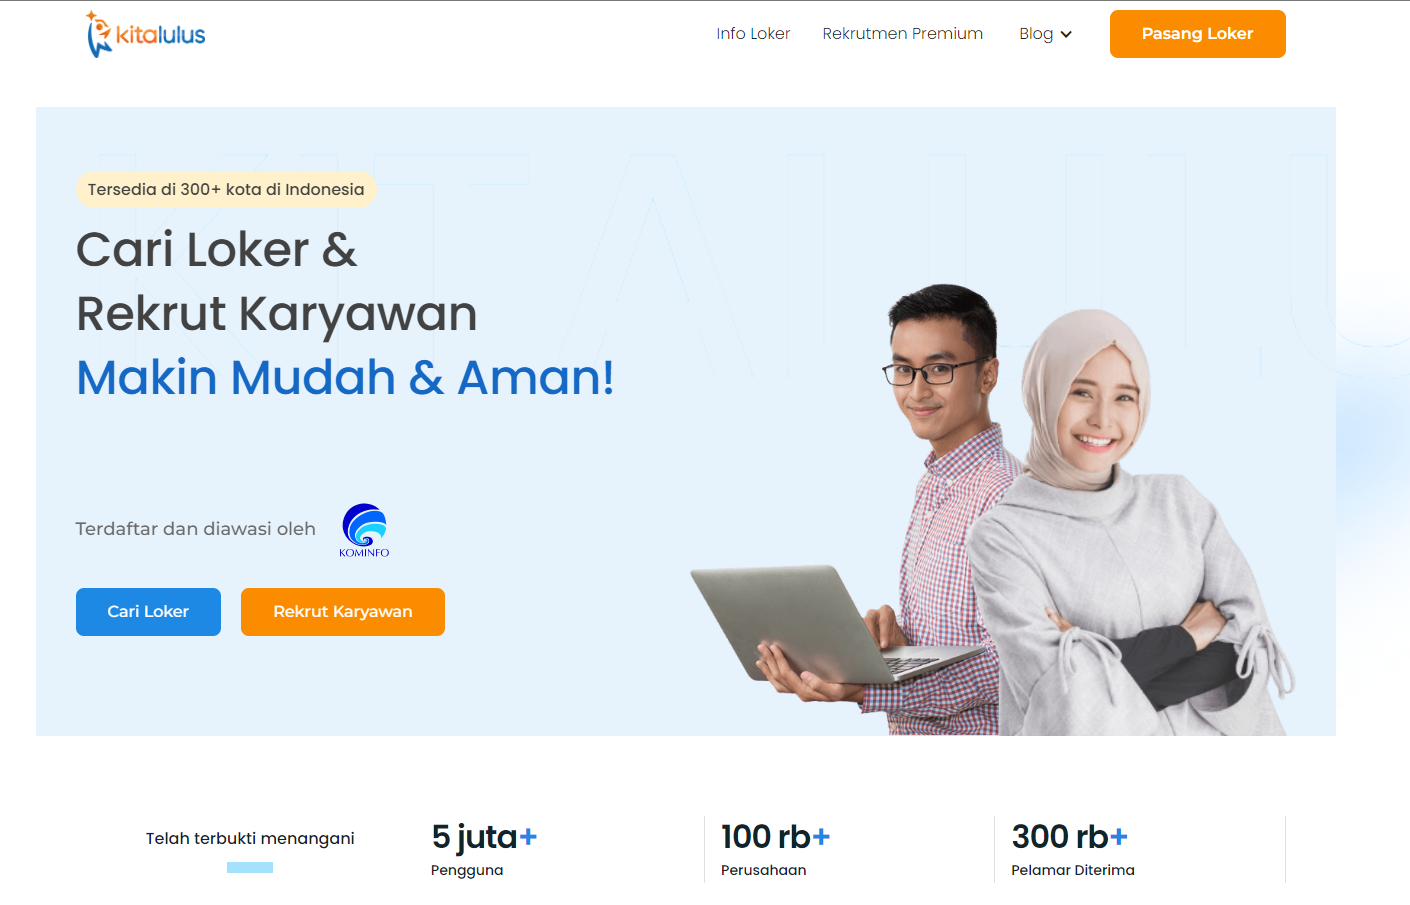 kitalulus
Info Loker
Rekrutmen Premium
Blog
Pasang Loker
KITALULU
Tersedia di 300+ kota di Indonesia
Cari Loker &
Rekrut Karyawan
Makin Mudah & Aman!
Terdaftar dan diawasi oleh
KOMINFO
Cari Loker
Rekrut Karyawan
Telah terbukti menangani
5 juta+
Pengguna
100 rb+
Perusahaan
300 rb+
Pelamar Diterima